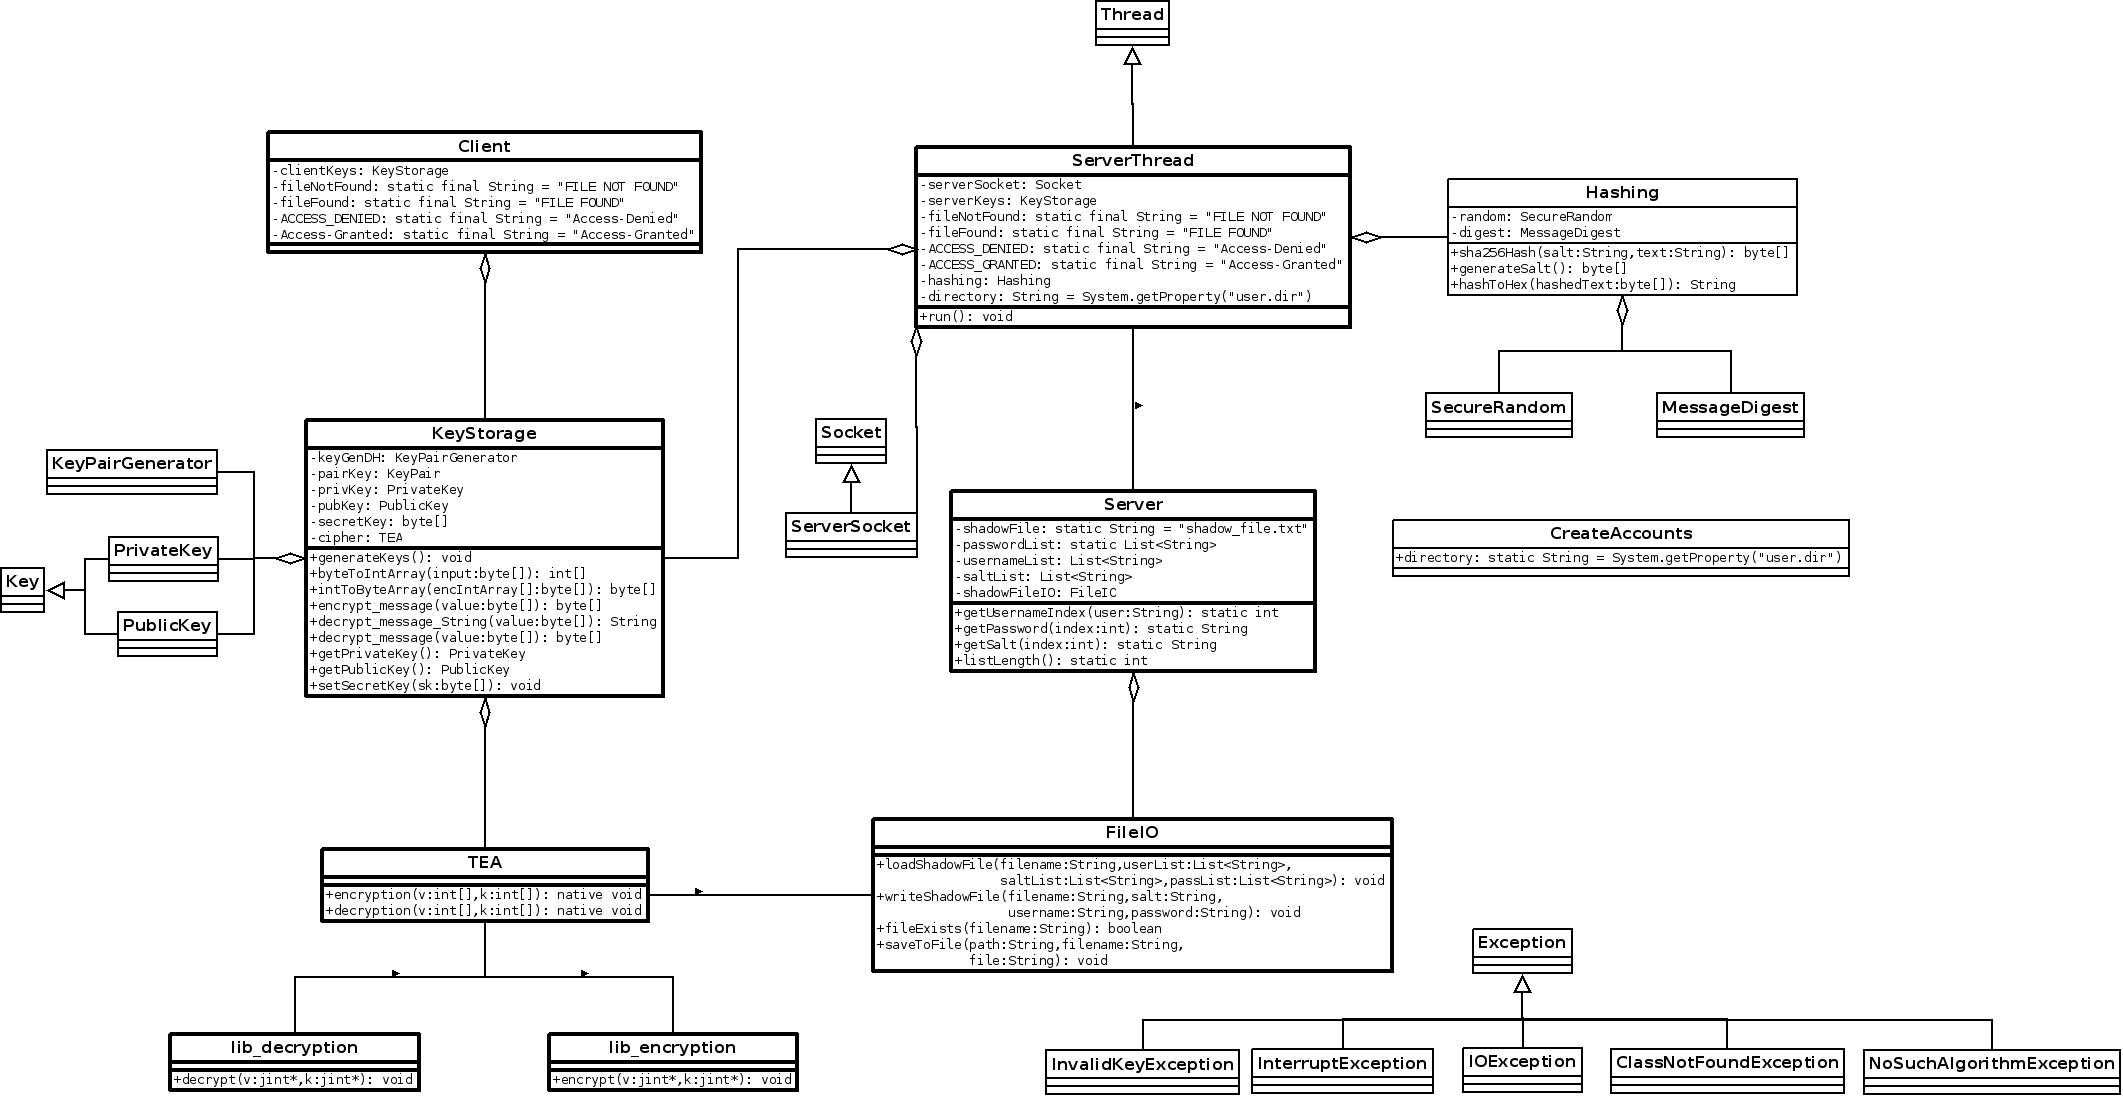 Thread
Client
-clientKeys: KeyStorage
-fileNotFound: static final String = "FILE NOT FOUND"
-fileFound: static final String = "FILE FOUND"
-ACCESS_DENIED: static final String = "Access-Denied"
-Access-Granted: static final String = "Access-Granted"
ServerThread
-serverSocket: Socket
-serverKeys: KeyStorage
-fileNotFound: static final String = "FILE NOT FOUND"
-fileFound: static final String = "FILE FOUND"
-ACCESS_DENIED: static final String = "Access-Denied"
-ACCESS_GRANTED: static final String = "Access-Granted"
-hashing: Hashing
-directory: String = System.getProperty("user.dir")
+run(): void
Hashing
-random: SecureRandom
-digest: MessageDigest
+sha256Hash(salt:String,text:String): byte[]
+generateSalt(): byte[]
+hashToHex(hashedText:byte[]): String
SecureRandom
MessageDigest
KeyPairGenerator
PrivateKey
Key
PublicKey
KeyStorage
-keyGenDH: KeyPairGenerator
-pairKey: KeyPair
-privKey: PrivateKey
-pubKey: PublicKey
-secretKey: byte[]
-cipher: TEA
+generateKeys(): void
+byteToIntArray(input:byte[]): int[]
+intToByteArray(encIntArray[]:byte[]): byte[]
+encrypt_message(value:byte[]): byte[]
+decrypt_message_String(value:byte[]): String
+decrypt_message(value:byte[]): byte[]
+getPrivateKey(): PrivateKey
+getPublicKey(): PublicKey
+setSecretKey(sk:byte[]): void
Socket
ServerSocket
Server
-shadowFile: static String = "shadow_file.txt"
-passwordList: static List<String>
-usernameList: List<String>
-saltList: List<String>
-shadowFileIO: FileIO
+getUsernameIndex(user:String): static int
+getPassword(index:int): static String
+getSalt(index:int): static String
+listLength(): static int
CreateAccounts
+directory: static String = System.getProperty("user.dir")
TEA
+encryption(v:int[],k:int[]): native void
+decryption(v:int[],k:int[]): native void
FileIO
+loadShadowFile(filename:String,userList:List<String>,
saltList:List<String>,passList:List<String>): void
+writeShadowFile(filename:String,salt:String,
username:String,password:String): void
+fileExists(filename:String): boolean
+saveToFile(path:String,filename:String,
file:String): void
lib_decryption
+decrypt(v:jint*,k:jint*): void
lib_encryption
+encrypt(v:jint*,k:jint*): void
Exception
InvalidKeyException
InterruptException
IOException
ClassNotFoundException
NoSuchAlgorithmException